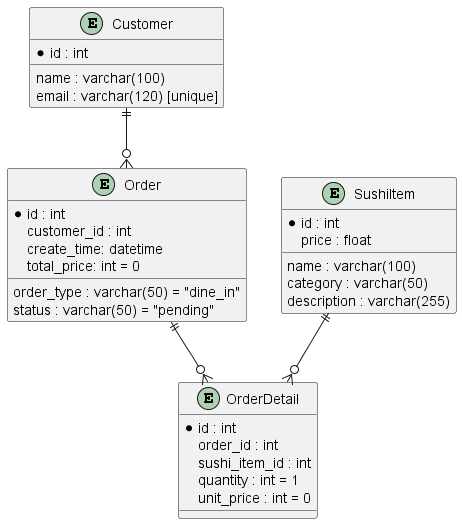 E Customer
* id : int
name : varchar(100)
email : varchar(120) [unique]
E Order
* id : int
customer_id : int
create_time: datetime
total_price: int = 0
order_type : varchar(50) = "dine_in"
status : varchar(50) = "pending"
E SushiItem
* id : int
price : float
name : varchar(100)
category : varchar(50)
description : varchar(255)
E OrderDetail
* id : int
order_id : int
sushi_item_id : int
quantity : int = 1
unit_price : int = 0